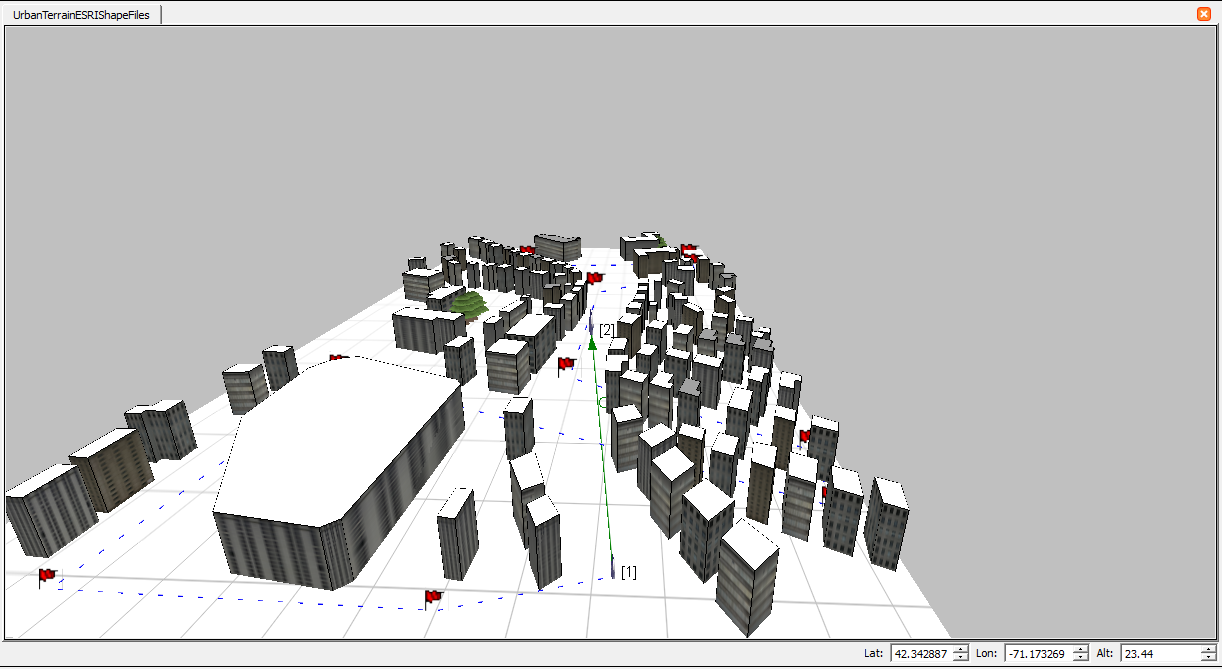 UrbanTerrainESRIShapeFiles
[2]
[1]
Lat: 42.342887 Lon: -71.173269 Alt: 23.44